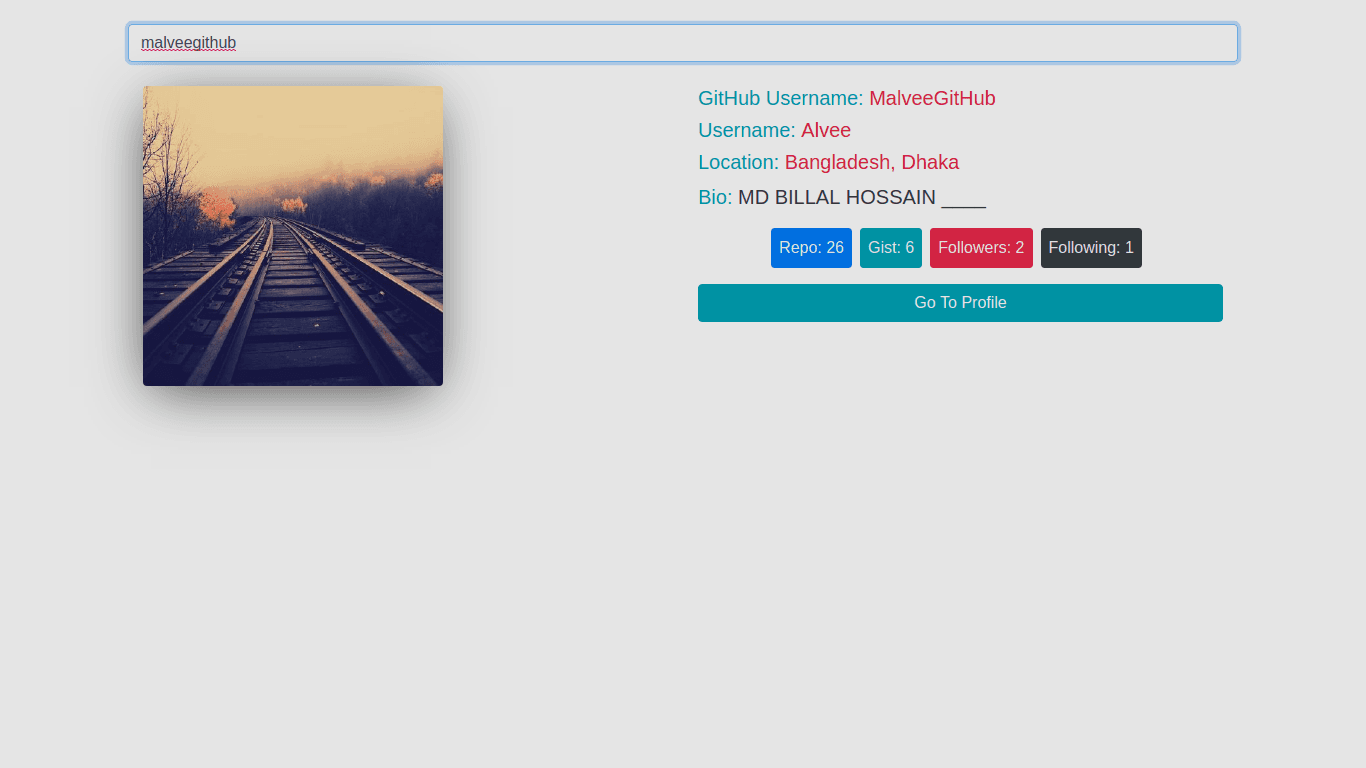 malveegithub
GitHub Username: MalveeGitHub
Username: Alvee
Location: Bangladesh, Dhaka
Bio: MD BILLAL HOSSAIN ____
Repo: 26 Gist: 6 Followers: 2 Following: 1
Go To Profile